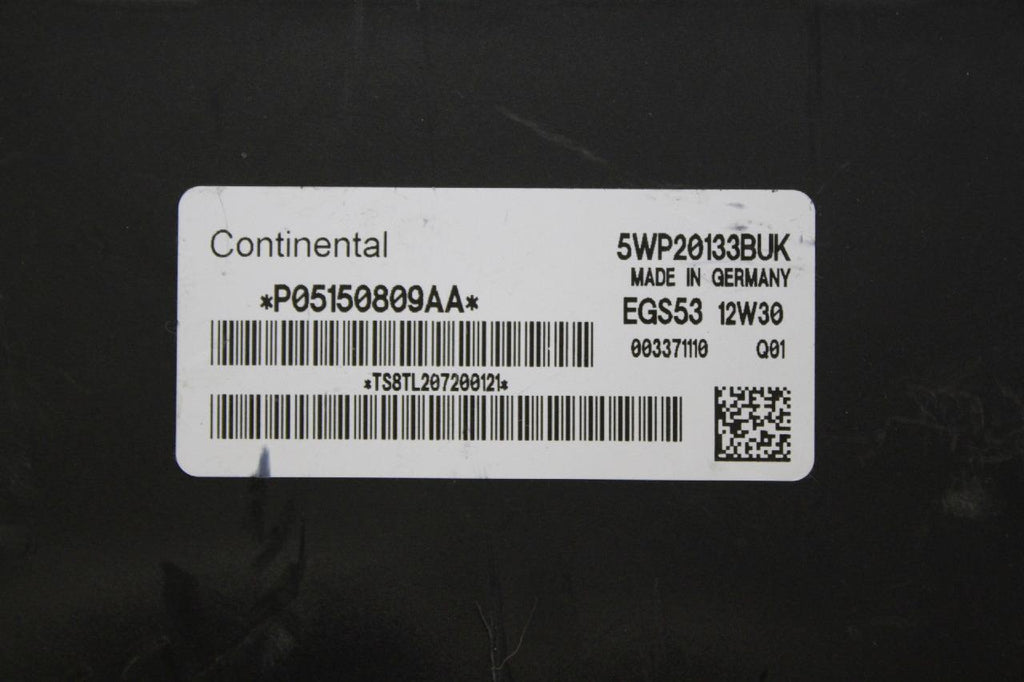 Continental
5WP20133BUK
MADE IN GERMANY
*P05150809AA*
EGS53 12W30
003371110 Q01
*TS8TL207200121*